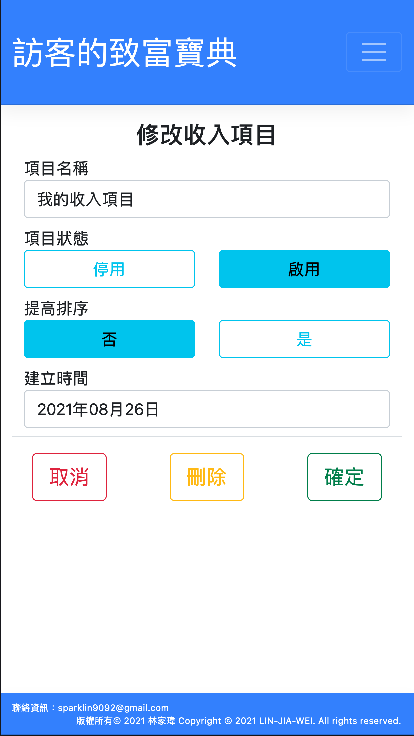 訪客的致富寶典
修改收入項目
項目名稱
我的收入項目
項目狀態
停用
啟用
提高排序
否
是
建立時間
2021年08月26日
取消
刪除
確定
聯絡資訊：sparklin9092@gmail.com
版權所有© 2021 林家瑋 Copyright © 2021 LIN-JIA-WEI. All rights reserved.